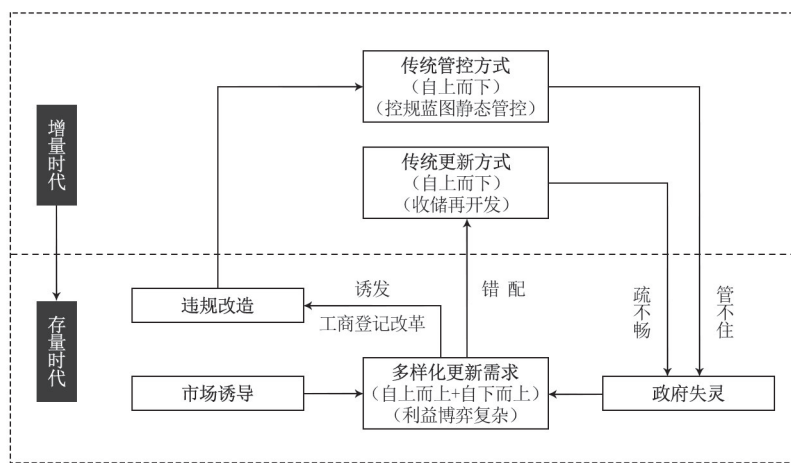 传统管控方式
（自上而下）
（控规蓝图静态管控）
增量时代
传统更新方式
（自上而下）
（收储再开发）
违规改造
诱发
工商登记改革
错 配
疏不畅
管不住
存量时代
市场诱导
多样化更新需求
（自上而上+自下而上）
（利益博弈复杂）
政府失灵